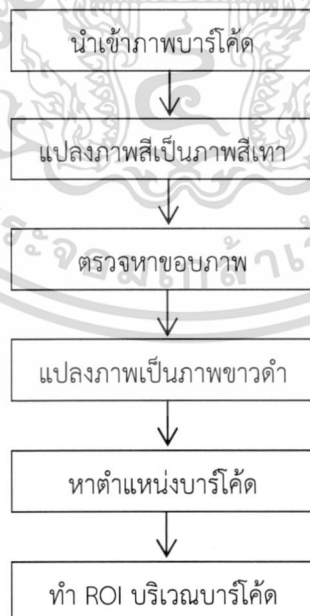 นำเข้าภาพบาร์โค้ด
แปลงภาพสีเป็นภาพสีเทา
ตรวจหาขอบภาพ
แปลงภาพเป็นภาพขาวดำ
หาตำแหน่งบาร์โค้ด
ทำ ROI บริเวณบาร์โค้ด